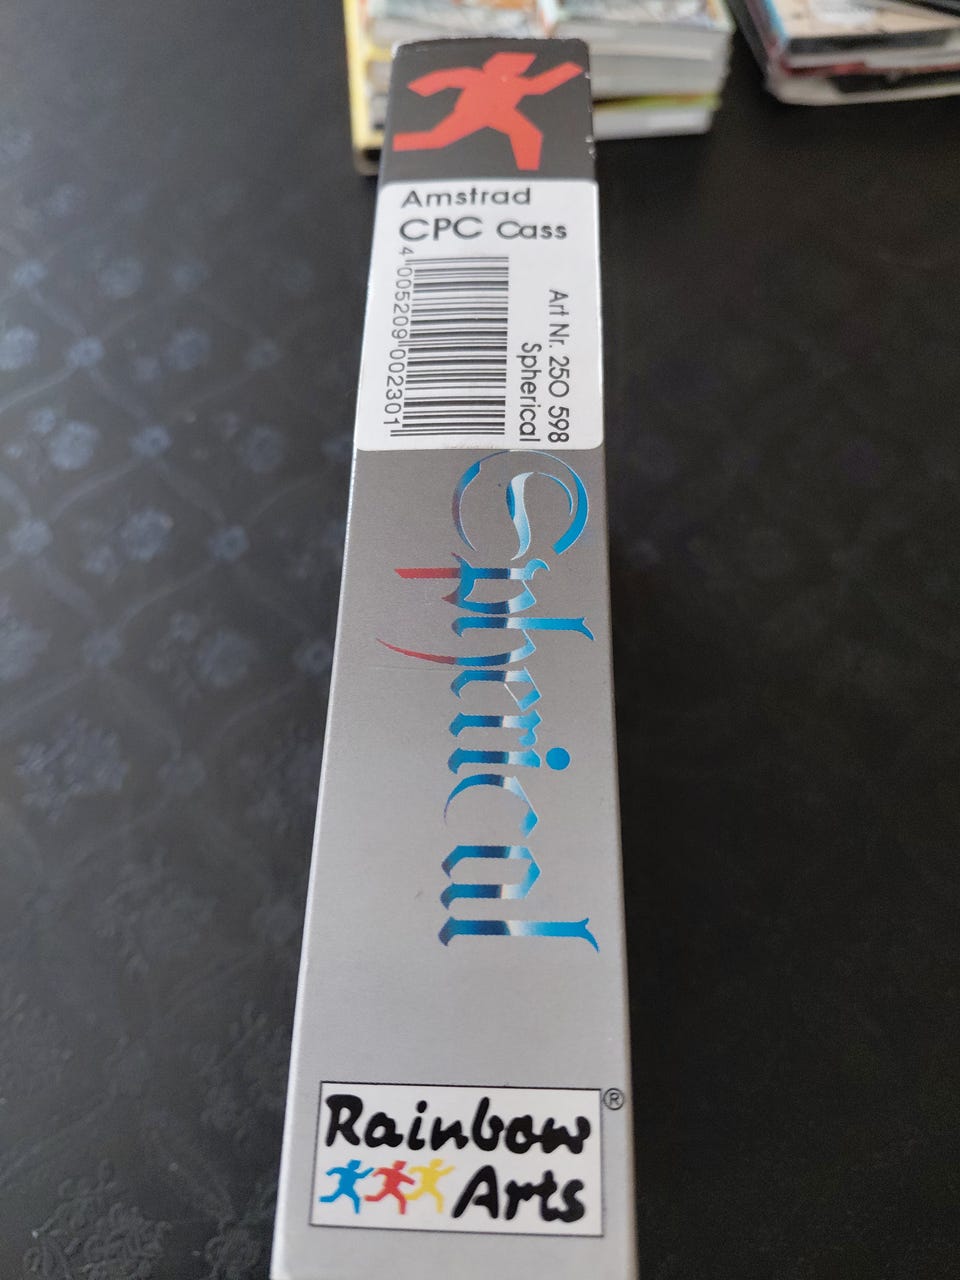 Amstrad
CPC Cass
4 005209 002301
Art Nr. 250 598
Spherical
Spherical
Rainbow
Arts
®